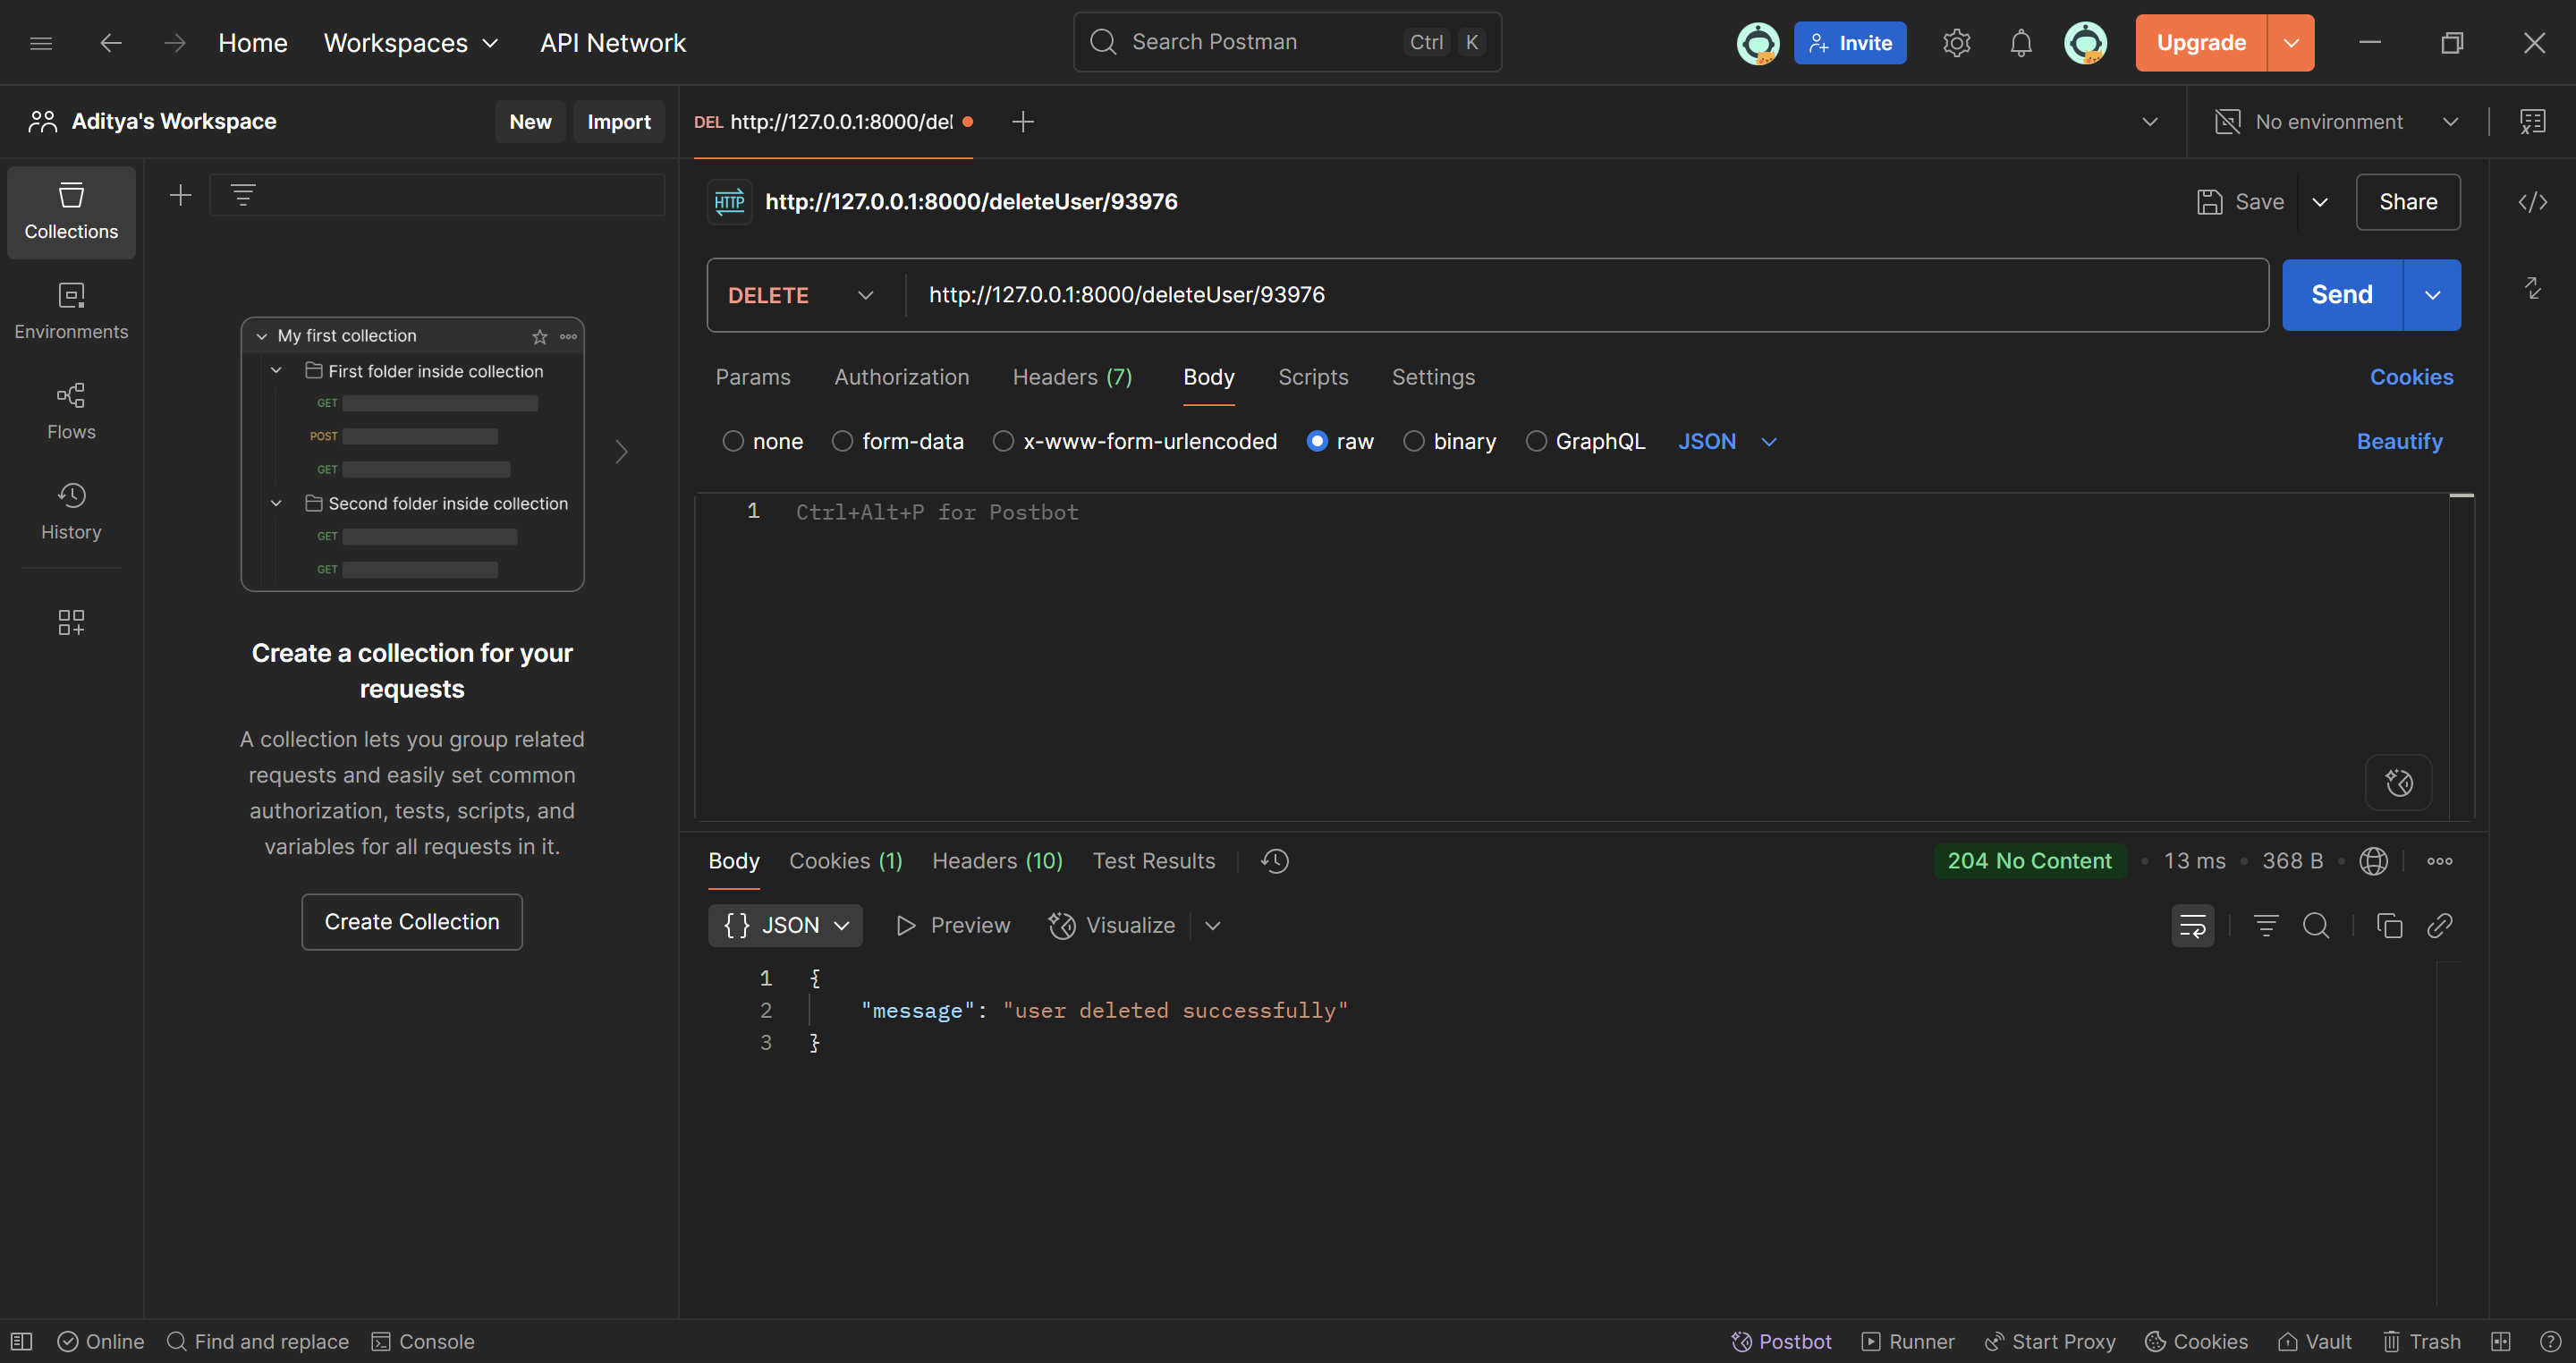 Home Workspaces API Network Search Postman Ctrl K Invite Upgrade
Aditya's Workspace New Import DEL http://127.0.0.1:8000/del No environment
Collections
Environments
Flows
History
My first collection
First folder inside collection
GET
POST
GET
Second folder inside collection
GET
GET
Create a collection for your
requests
A collection lets you group related
requests and easily set common
authorization, tests, scripts, and
variables for all requests in it.
Create Collection
HTTP http://127.0.0.1:8000/deleteUser/93976 Save Share
DELETE http://127.0.0.1:8000/deleteUser/93976 Send
Params Authorization Headers (7) Body Scripts Settings Cookies
none form-data x-www-form-urlencoded raw binary GraphQL JSON Beautify
1 Ctrl+Alt+P for Postbot
Body Cookies (1) Headers (10) Test Results 204 No Content • 13 ms • 368 B •
{} JSON Preview Visualize
1 {
2 "message": "user deleted successfully"
3 }
Online Find and replace Console Postbot Runner Start Proxy Cookies Vault Trash